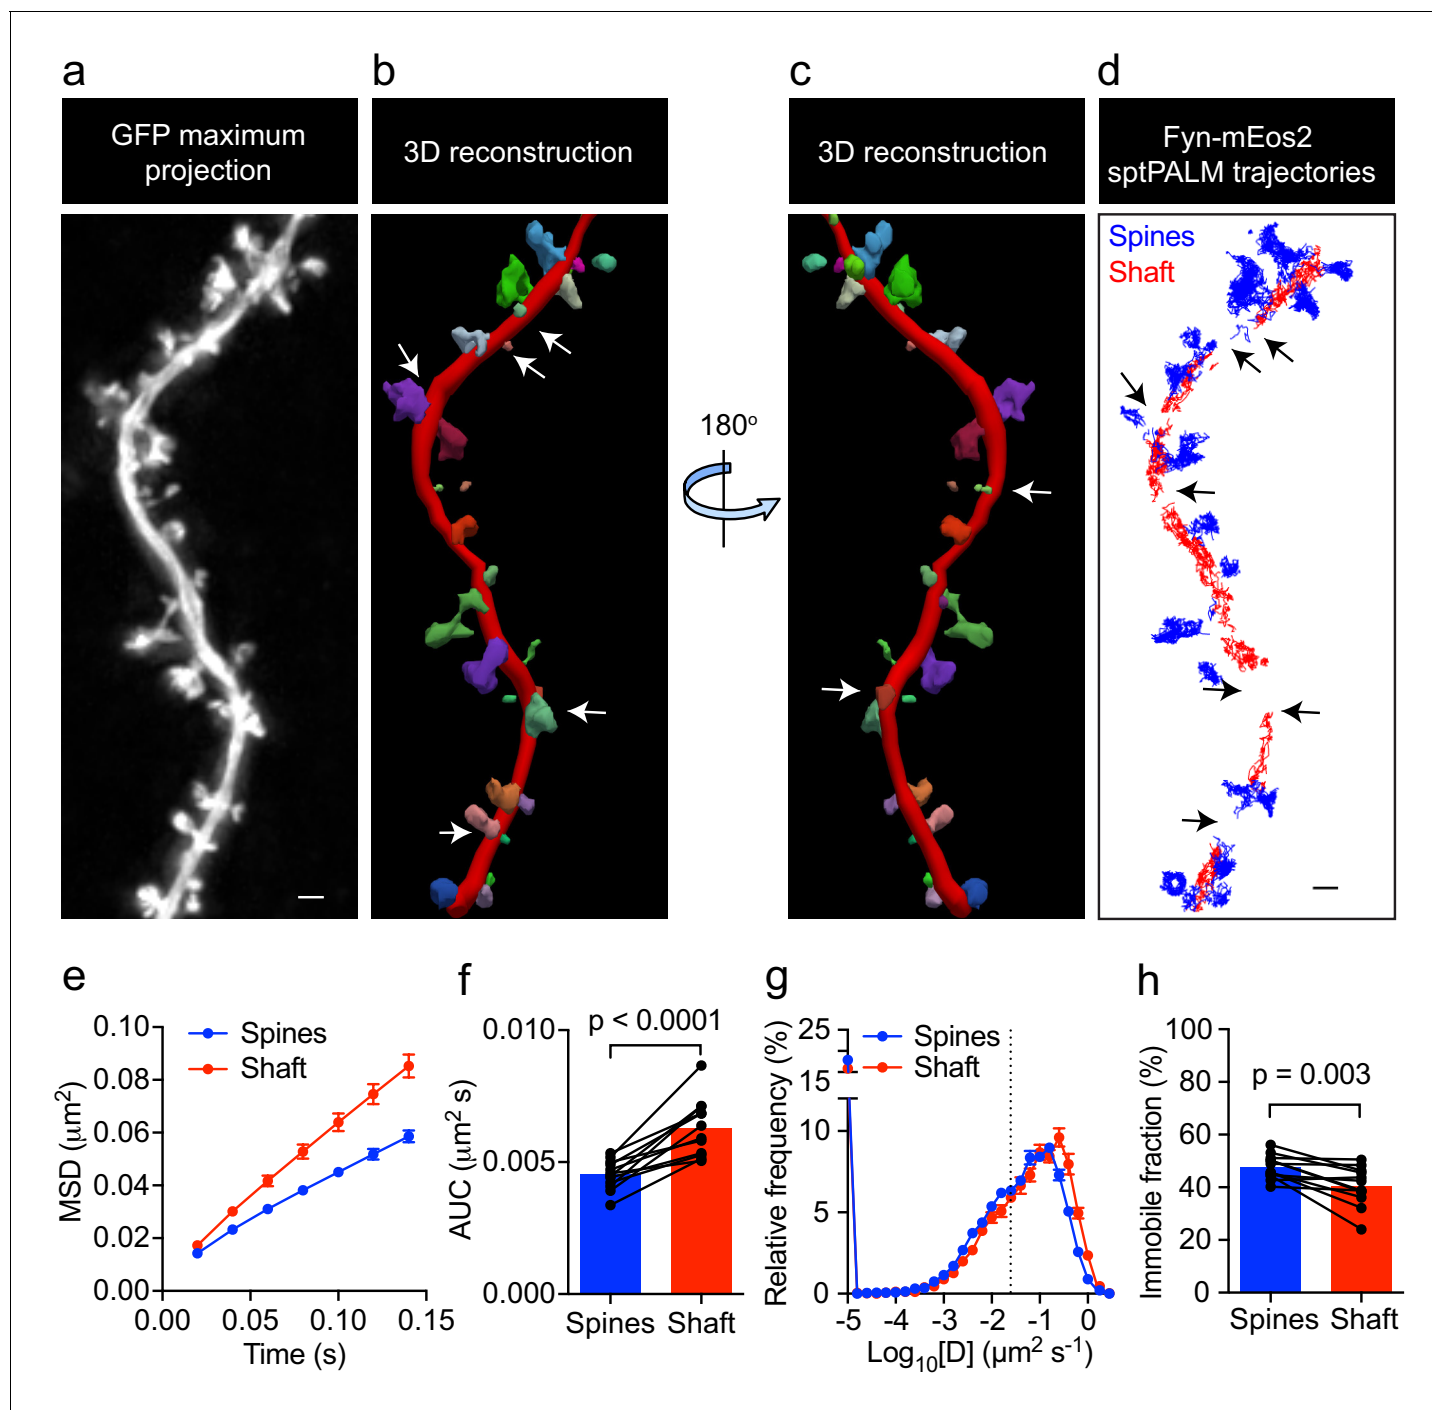 a
b
c
d
GFP maximum
projection
3D reconstruction
3D reconstruction
Fyn-mEos2
sptPALM trajectories
Spines
Shaft
180°
e
f
g
h
MSD (μm²)
0.10
0.08
0.06
0.04
0.02
0.00
Spines
Shaft
0.00
0.05
0.10
0.15
Time (s)
AUC (μm² s)
0.010
0.005
0.000
p < 0.0001
Spines
Shaft
Relative frequency (%)
25
15
10
5
0
Spines
Shaft
-5
-4
-3
-2
-1
0
Log₁₀[D] (μm² s⁻¹)
Immobile fraction (%)
100
80
60
40
20
0
p = 0.003
Spines
Shaft